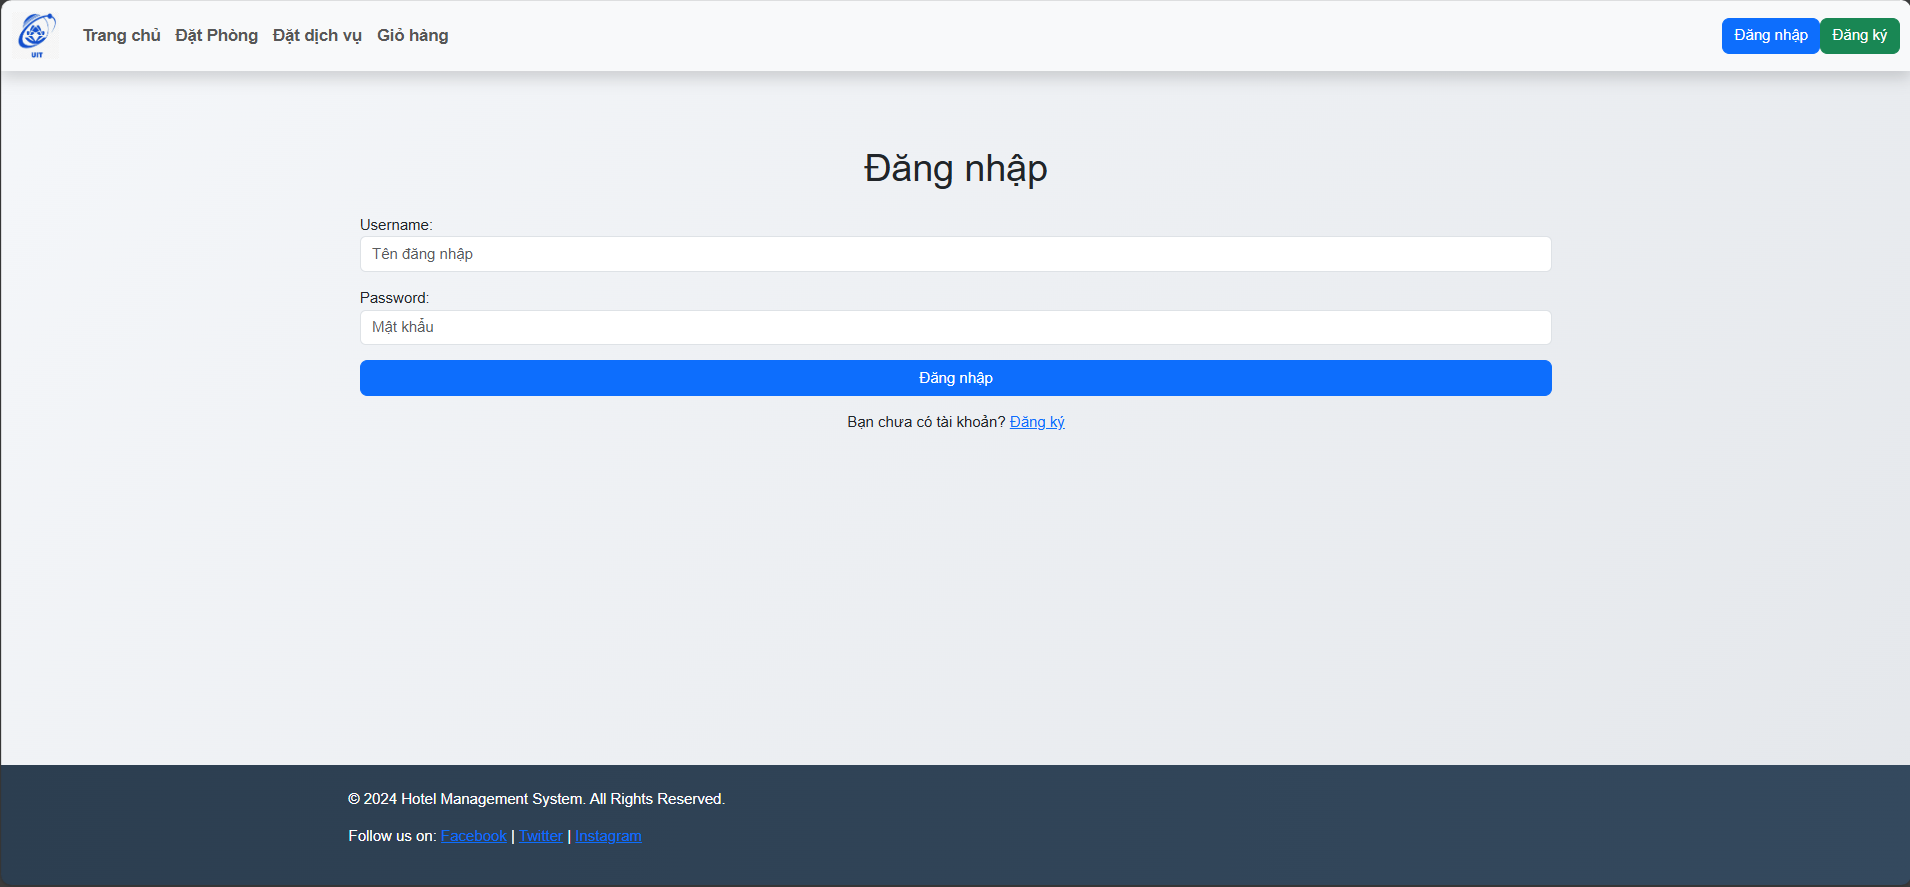 UIT
Trang chủ Đặt Phòng Đặt dịch vụ Giỏ hàng Đăng nhập Đăng ký
Đăng nhập
Username:
Tên đăng nhập
Password:
Mật khẩu
Đăng nhập
Bạn chưa có tài khoản? Đăng ký
© 2024 Hotel Management System. All Rights Reserved.
Follow us on: Facebook | Twitter | Instagram